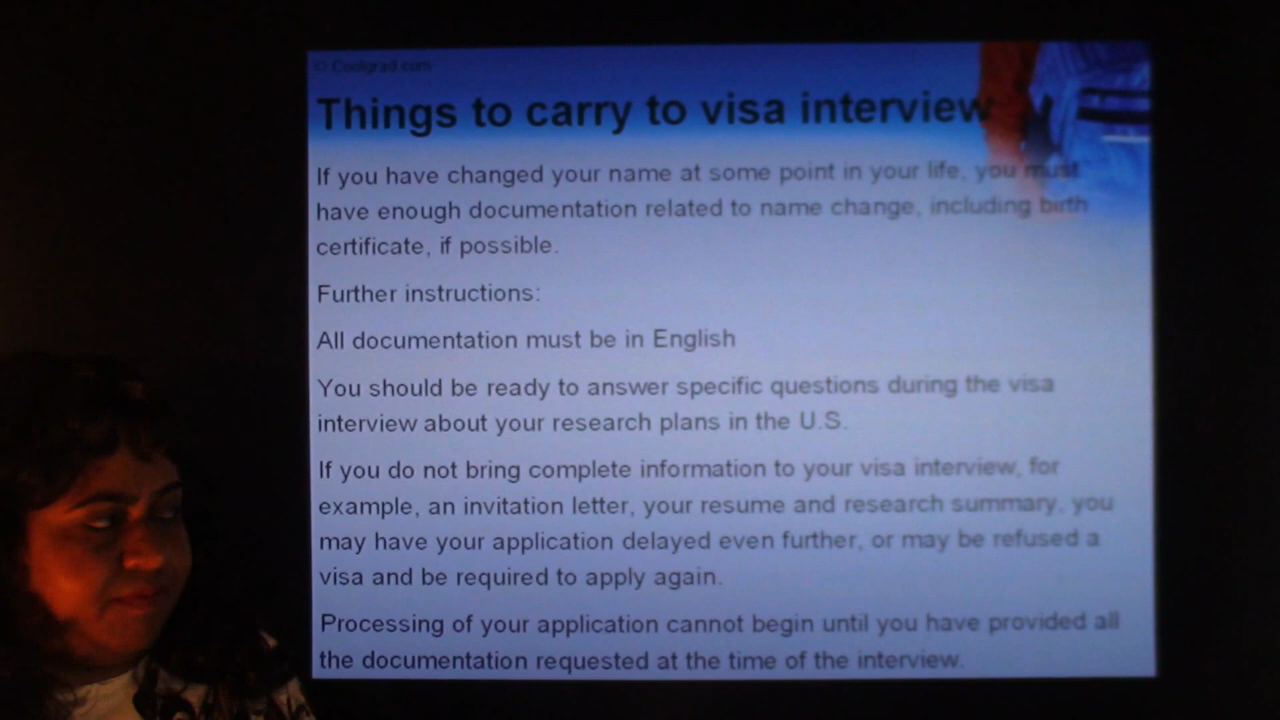 © Coolgrad.com
Things to carry to visa interview
If you have changed your name at some point in your life, you must
have enough documentation related to name change, including birth
certificate, if possible.
Further instructions:
All documentation must be in English
You should be ready to answer specific questions during the visa
interview about your research plans in the U.S.
If you do not bring complete information to your visa interview, for
example, an invitation letter, your resume and research summary, you
may have your application delayed even further, or may be refused a
visa and be required to apply again.
Processing of your application cannot begin until you have provided all
the documentation requested at the time of the interview.